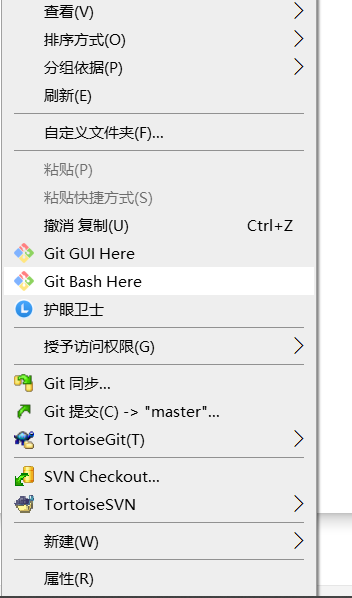 查看(V)
排序方式(O)
分组依据(P)
刷新(E)
自定义文件夹(F)...
粘贴(P)
粘贴快捷方式(S)
撤消 复制(U) Ctrl+Z
Git GUI Here
Git Bash Here
护眼卫士
授予访问权限(G)
Git 同步...
Git 提交(C) -> "master"...
TortoiseGit(T)
SVN Checkout...
TortoiseSVN
新建(W)
属性(R)